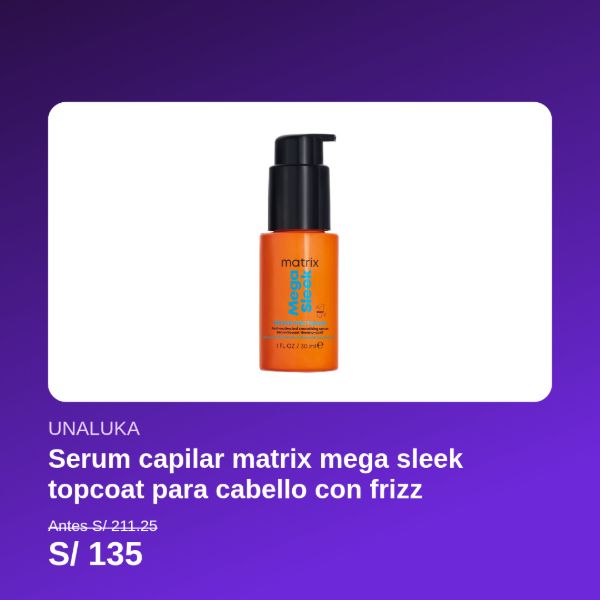 matrix
Mega
Sleek
1 FL OZ / 30 ml e
UNALUKA
Serum capilar matrix mega sleek
topcoat para cabello con frizz
Antes S/ 211.25
S/ 135